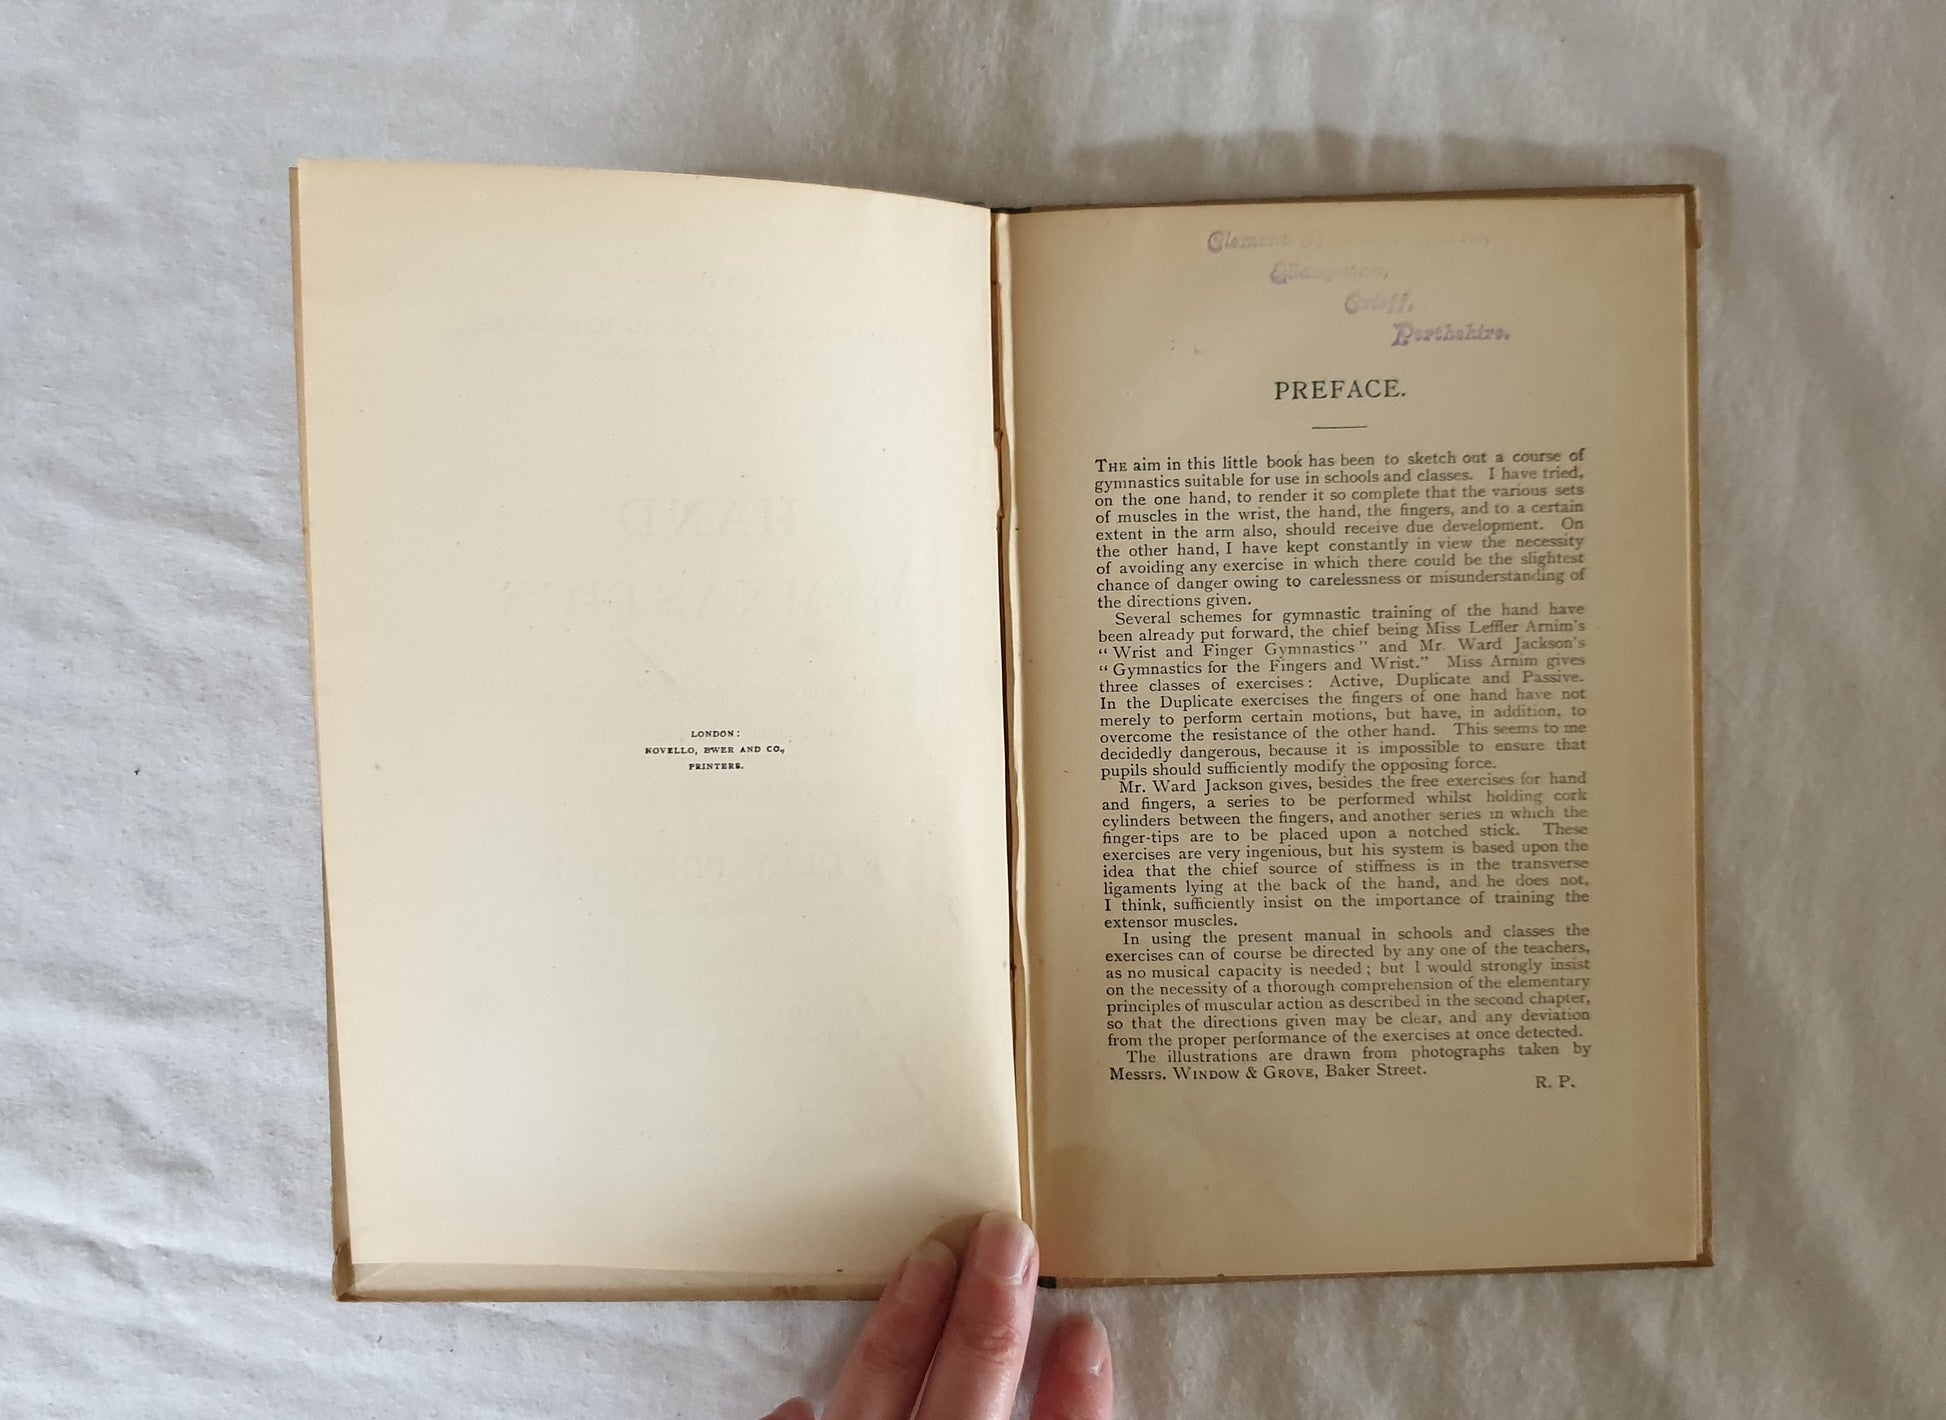 LONDON:
NOVELLO, EWER AND CO.,
PRINTERS.
Crieff,
Perthshire.
PREFACE.
THE aim in this little book has been to sketch out a course of
gymnastics suitable for use in schools and classes. I have tried,
on the one hand, to render it so complete that the various sets
of muscles in the wrist, the hand, the fingers, and to a certain
extent in the arm also, should receive due development. On
the other hand, I have kept constantly in view the necessity
of avoiding any exercise in which there could be the slightest
chance of danger owing to carelessness or misunderstanding of
the directions given.
Several schemes for gymnastic training of the hand have
been already put forward, the chief being Miss Leffler Arnim's
"Wrist and Finger Gymnastics" and Mr. Ward Jackson's
"Gymnastics for the Fingers and Wrist." Miss Arnim gives
three classes of exercises: Active, Duplicate and Passive.
In the Duplicate exercises the fingers of one hand have not
merely to perform certain motions, but have, in addition, to
overcome the resistance of the other hand. This seems to me
decidedly dangerous, because it is impossible to ensure that
pupils should sufficiently modify the opposing force.
Mr. Ward Jackson gives, besides the free exercises for hand
and fingers, a series to be performed whilst holding cork
cylinders between the fingers, and another series in which the
finger-tips are to be placed upon a notched stick. These
exercises are very ingenious, but his system is based upon the
idea that the chief source of stiffness is in the transverse
ligaments lying at the back of the hand, and he does not,
I think, sufficiently insist on the importance of training the
extensor muscles.
In using the present manual in schools and classes the
exercises can of course be directed by any one of the teachers,
as no musical capacity is needed; but I would strongly insist
on the necessity of a thorough comprehension of the elementary
principles of muscular action as described in the second chapter,
so that the directions given may be clear, and any deviation
from the proper performance of the exercises at once detected.
The illustrations are drawn from photographs taken by
Messrs. WINDOW & GROVE, Baker Street.
R. P.